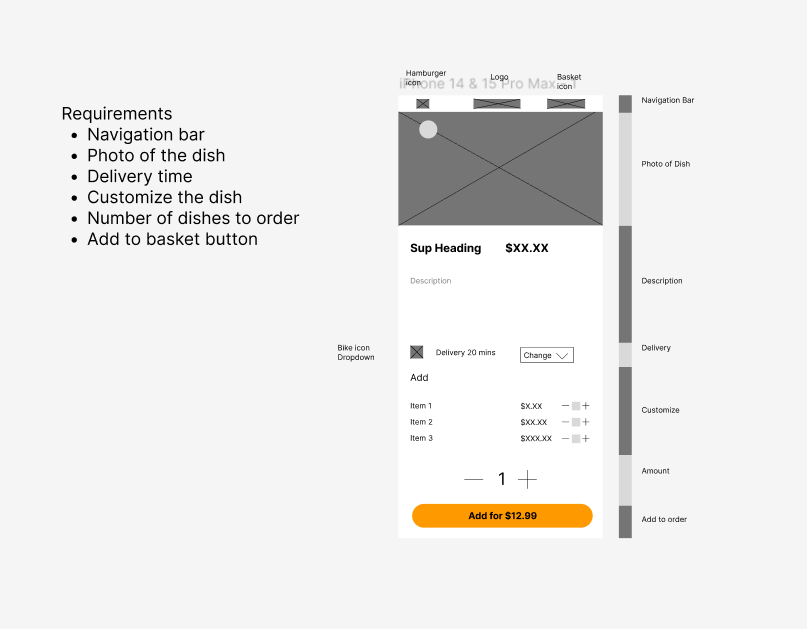 Requirements
Navigation bar
Photo of the dish
Delivery time
Customize the dish
Number of dishes to order
Add to basket button
Hamburger
icon
Logo
Basket
icon
iPhone 14 & 15 Pro Max - 1
Navigation Bar
Photo of Dish
Sup Heading $XX.XX
Description
Description
Bike icon
Dropdown
Delivery 20 mins Change
Delivery
Add
Item 1 $X.XX
Item 2 $XX.XX
Item 3 $XXX.XX
Customize
1
Amount
Add for $12.99
Add to order